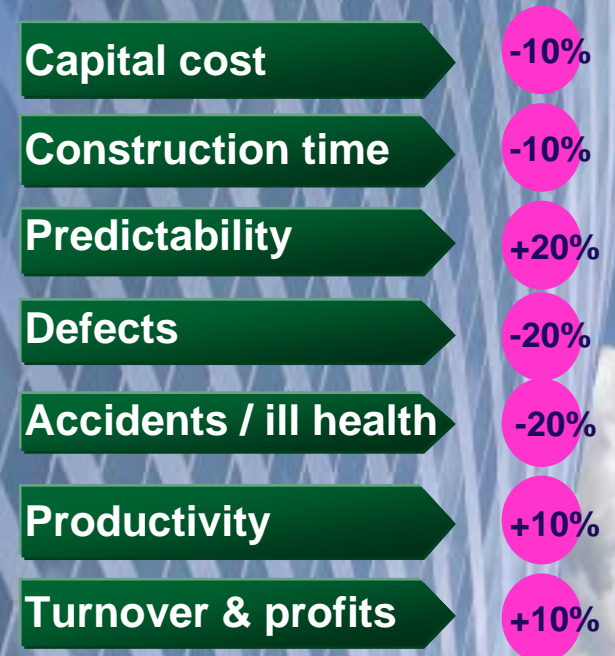 Capital cost -10%
Construction time -10%
Predictability +20%
Defects -20%
Accidents / ill health -20%
Productivity +10%
Turnover & profits +10%